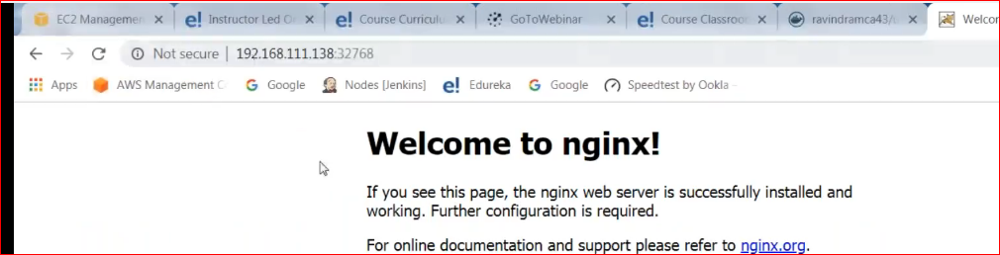 EC2 Managemen
Instructor Led O
Course Curriculu
GoToWebinar
Course Classroo
ravindramca43/
Welcom
Not secure | 192.168.111.138:32768
Apps AWS Management C Google Nodes [Jenkins] Edureka Google Speedtest by Ookla -
Welcome to nginx!
If you see this page, the nginx web server is successfully installed and
working. Further configuration is required.
For online documentation and support please refer to nginx.org.